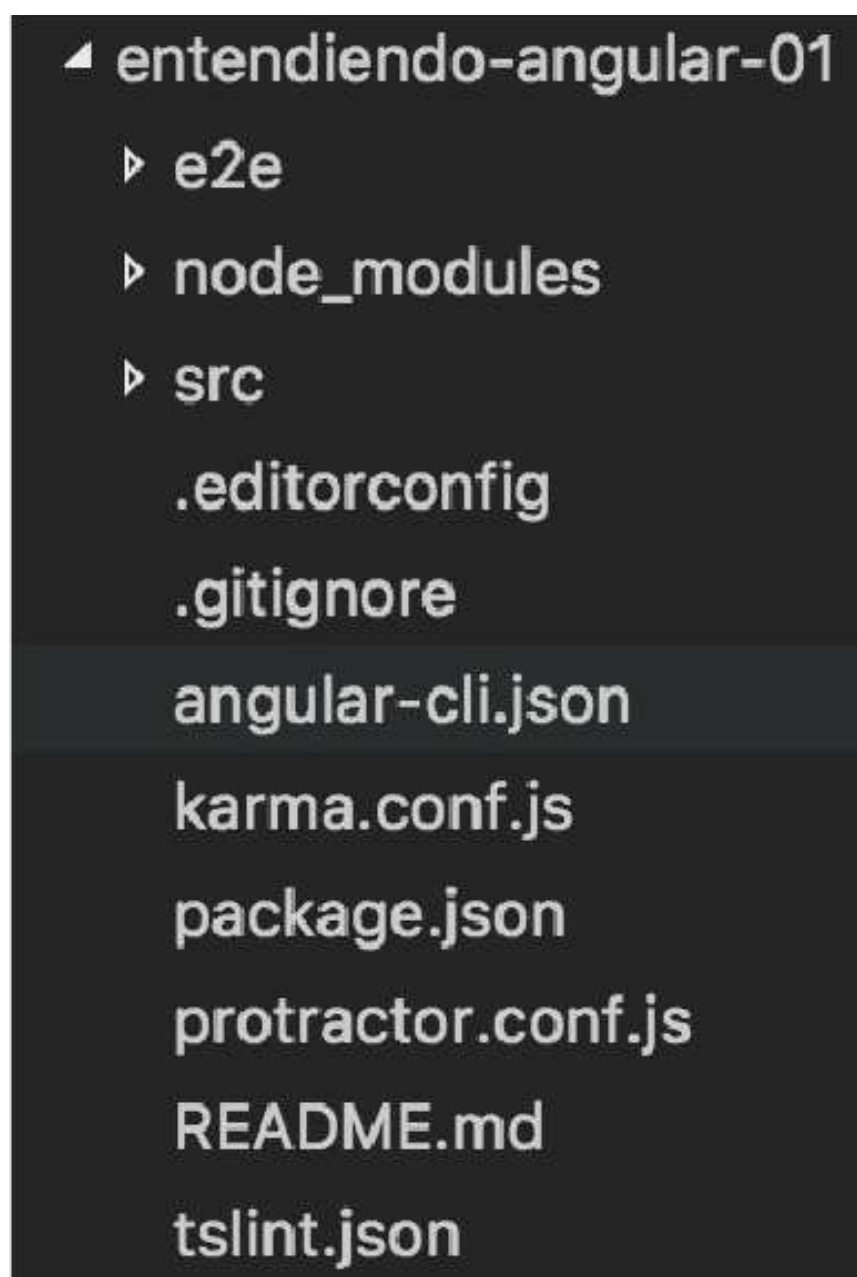 entendiendo-angular-01
e2e
node_modules
src
.editorconfig
.gitignore
angular-cli.json
karma.conf.js
package.json
protractor.conf.js
README.md
tslint.json